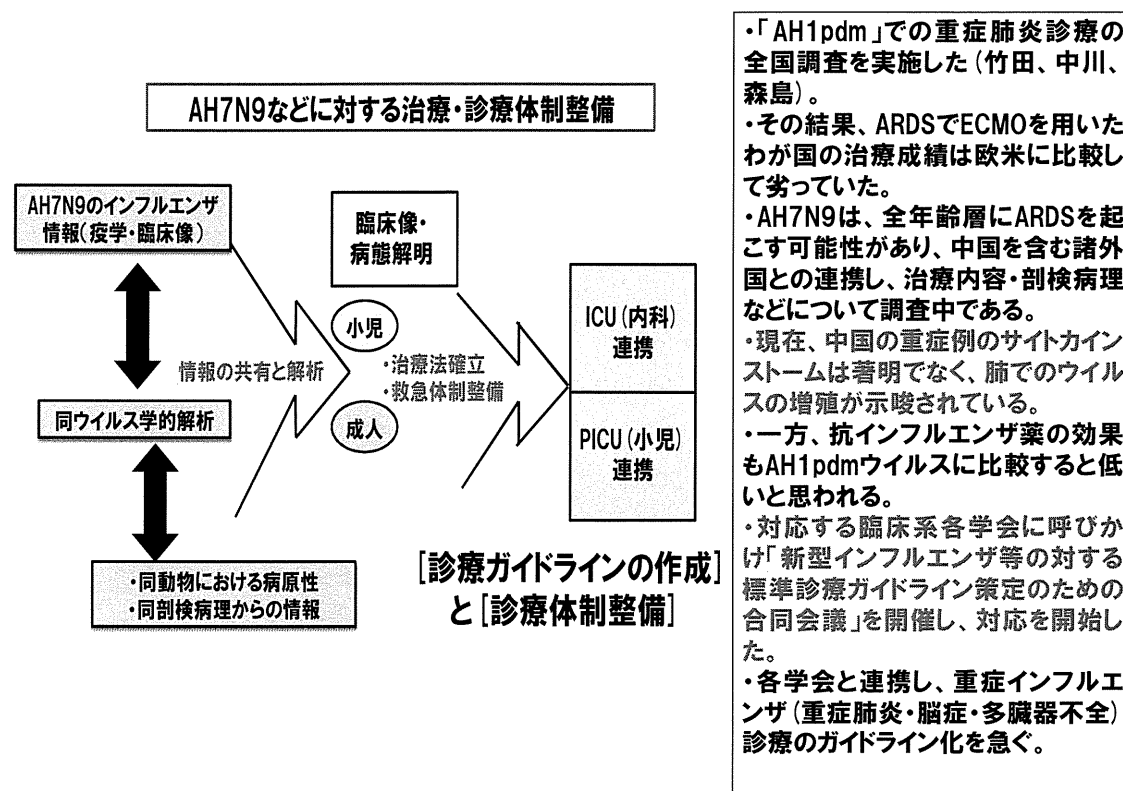 AH7N9などに対する治療・診療体制整備
AH7N9のインフルエンザ
情報(疫学・臨床像)
同ウイルス学的解析
・同動物における病原性
・同剖検病理からの情報
情報の共有と解析
臨床像・
病態解明
小児
成人
・治療法確立
・救急体制整備
ICU(内科)
連携
PICU(小児)
連携
[診療ガイドラインの作成]
と[診療体制整備]
・「AH1pdm」での重症肺炎診療の
全国調査を実施した(竹田、中川、
森島)。
・その結果、ARDSでECMOを用いた
わが国の治療成績は欧米に比較し
て劣っていた。
・AH7N9は、全年齢層にARDSを起
こす可能性があり、中国を含む諸外
国との連携し、治療内容・剖検病理
などについて調査中である。
・現在、中国の重症例のサイトカイン
ストームは著明でなく、肺でのウイル
スの増殖が示唆されている。
・一方、抗インフルエンザ薬の効果
もAH1pdmウイルスに比較すると低
いと思われる。
・対応する臨床系各学会に呼びか
け「新型インフルエンザ等の対する
標準診療ガイドライン策定のための
合同会議」を開催し、対応を開始し
た。
・各学会と連携し、重症インフルエ
ンザ(重症肺炎・脳症・多臓器不全)
診療のガイドライン化を急ぐ。